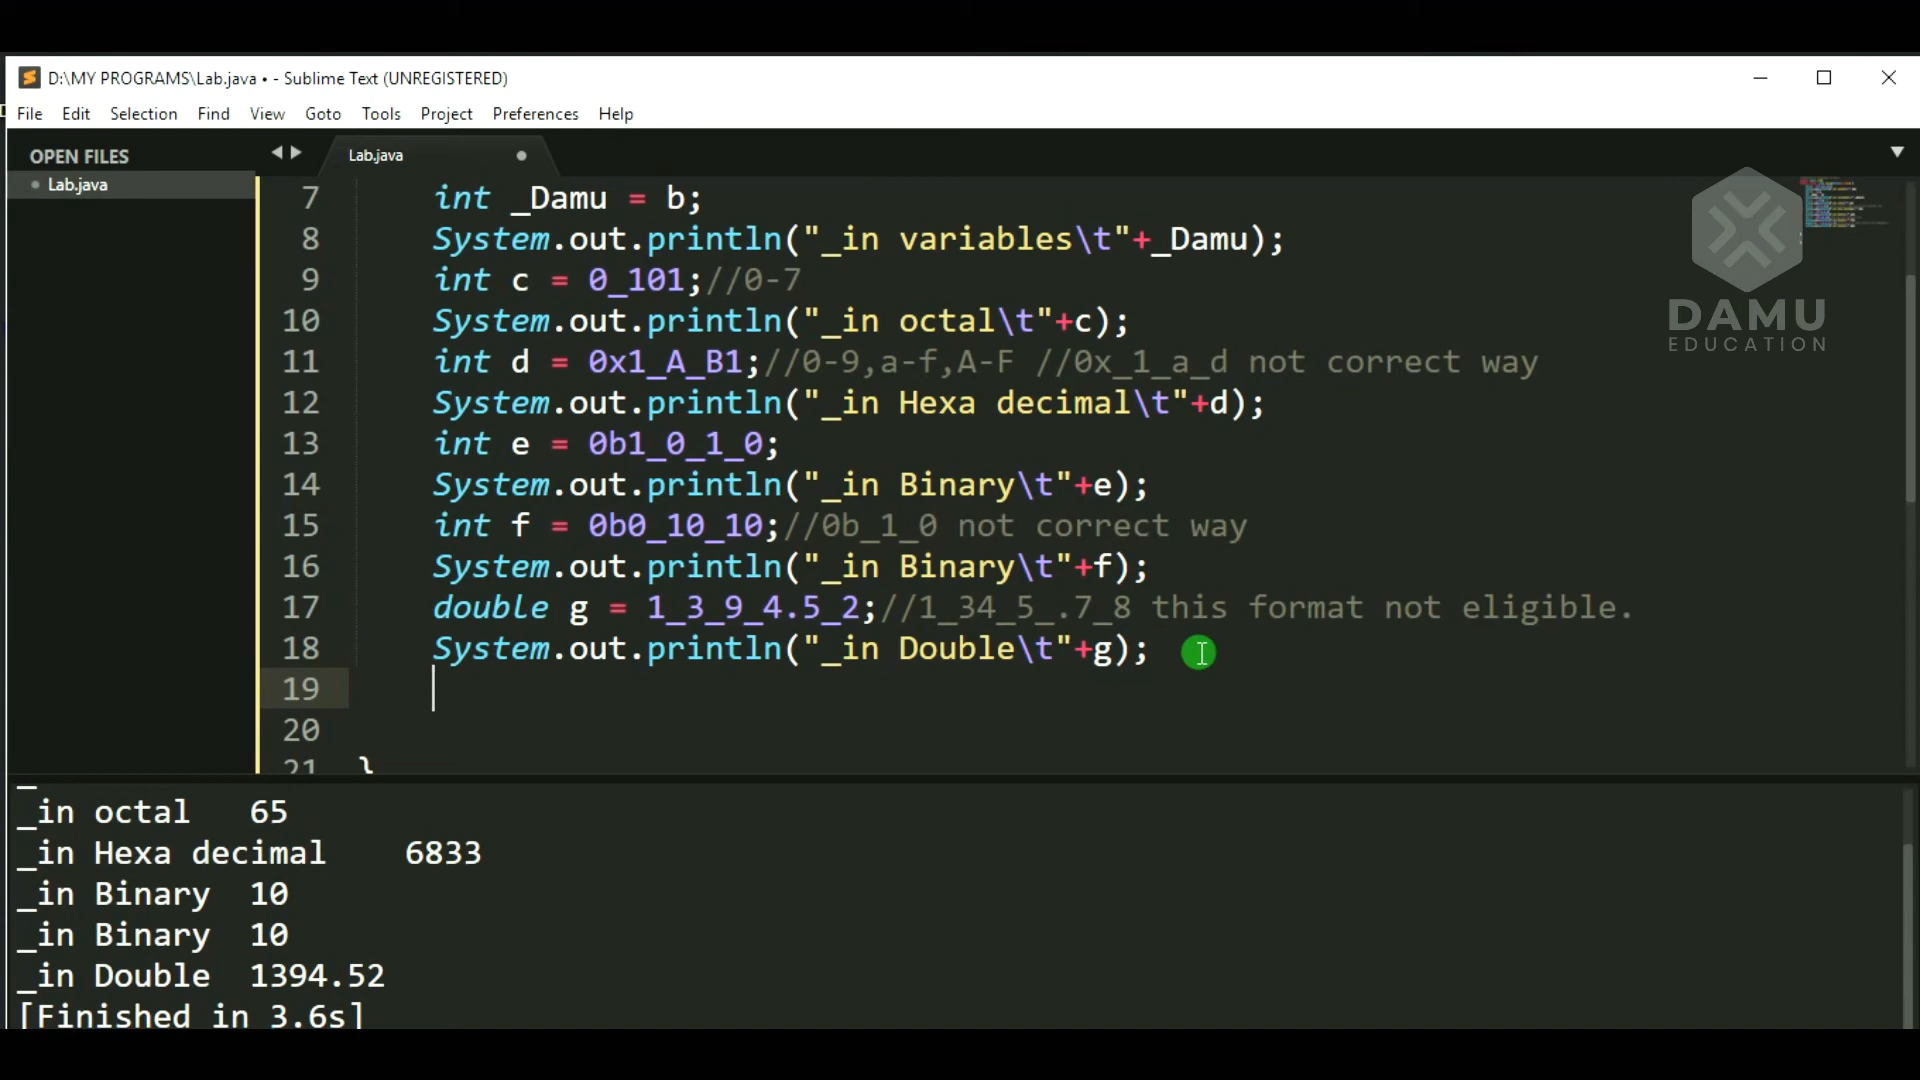 D:\MY PROGRAMS\Lab.java • - Sublime Text (UNREGISTERED)
File Edit Selection Find View Goto Tools Project Preferences Help
OPEN FILES
Lab.java
Lab.java
DAMU
EDUCATION
7 int _Damu = b;
8 System.out.println("_in variables\t"+_Damu);
9 int c = 0_101;//0-7
10 System.out.println("_in octal\t"+c);
11 int d = 0x1_A_B1;//0-9,a-f,A-F //0x_1_a_d not correct way
12 System.out.println("_in Hexa decimal\t"+d);
13 int e = 0b1_0_1_0;
14 System.out.println("_in Binary\t"+e);
15 int f = 0b0_10_10;//0b_1_0 not correct way
16 System.out.println("_in Binary\t"+f);
17 double g = 1_3_9_4.5_2;//1_34_5_.7_8 this format not eligible.
18 System.out.println("_in Double\t"+g);
19
20
21 }
_in octal 65
_in Hexa decimal 6833
_in Binary 10
_in Binary 10
_in Double 1394.52
[Finished in 3.6s]